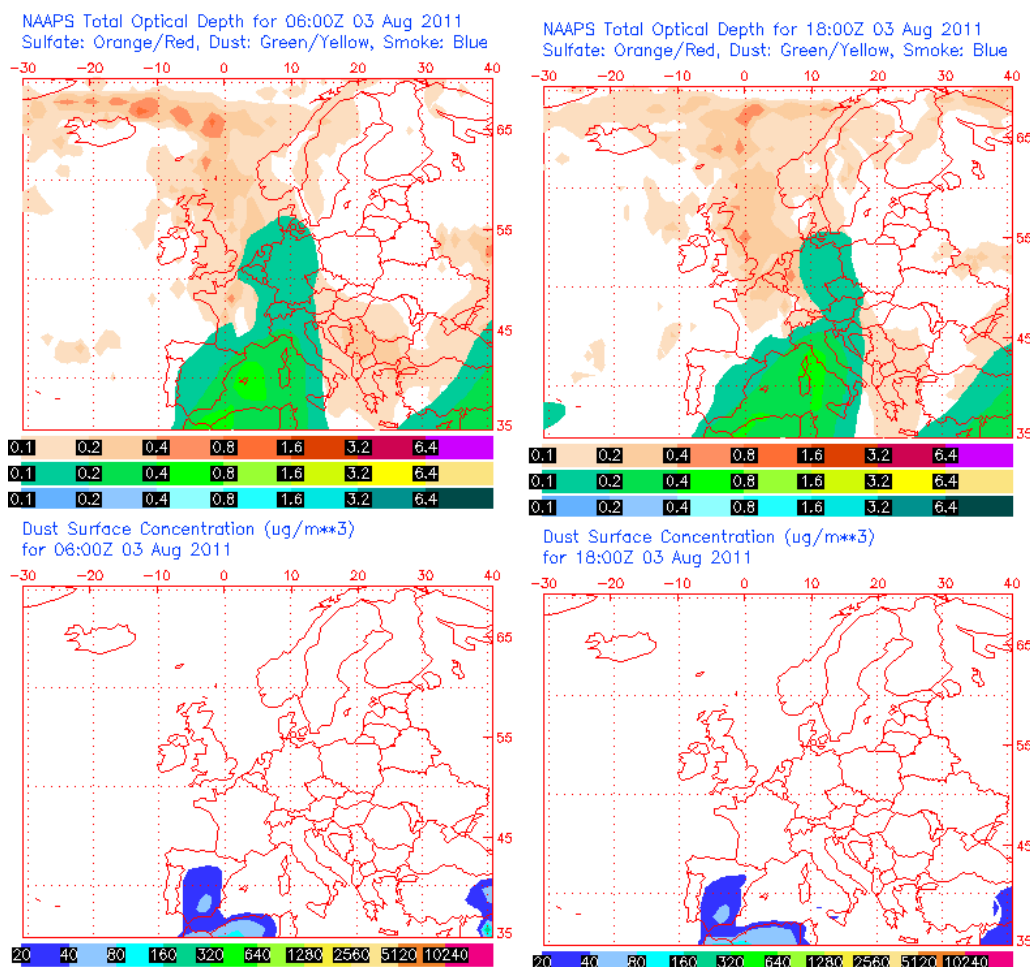 NAAPS Total Optical Depth for 06:00Z 03 Aug 2011
Sulfate: Orange/Red, Dust: Green/Yellow, Smoke: Blue
-30 -20 -10 0 10 20 30 40
65
55
45
35
0.1 0.2 0.4 0.8 1.6 3.2 6.4
0.1 0.2 0.4 0.8 1.6 3.2 6.4
0.1 0.2 0.4 0.8 1.6 3.2 6.4
Dust Surface Concentration (ug/m**3)
for 06:00Z 03 Aug 2011
-30 -20 -10 0 10 20 30 40
65
55
45
35
20 40 80 160 320 640 1280 2560 5120 10240
NAAPS Total Optical Depth for 18:00Z 03 Aug 2011
Sulfate: Orange/Red, Dust: Green/Yellow, Smoke: Blue
-30 -20 -10 0 10 20 30 40
65
55
45
35
0.1 0.2 0.4 0.8 1.6 3.2 6.4
0.1 0.2 0.4 0.8 1.6 3.2 6.4
0.1 0.2 0.4 0.8 1.6 3.2 6.4
Dust Surface Concentration (ug/m**3)
for 18:00Z 03 Aug 2011
-30 -20 -10 0 10 20 30 40
65
55
45
35
20 40 80 160 320 640 1280 2560 5120 10240